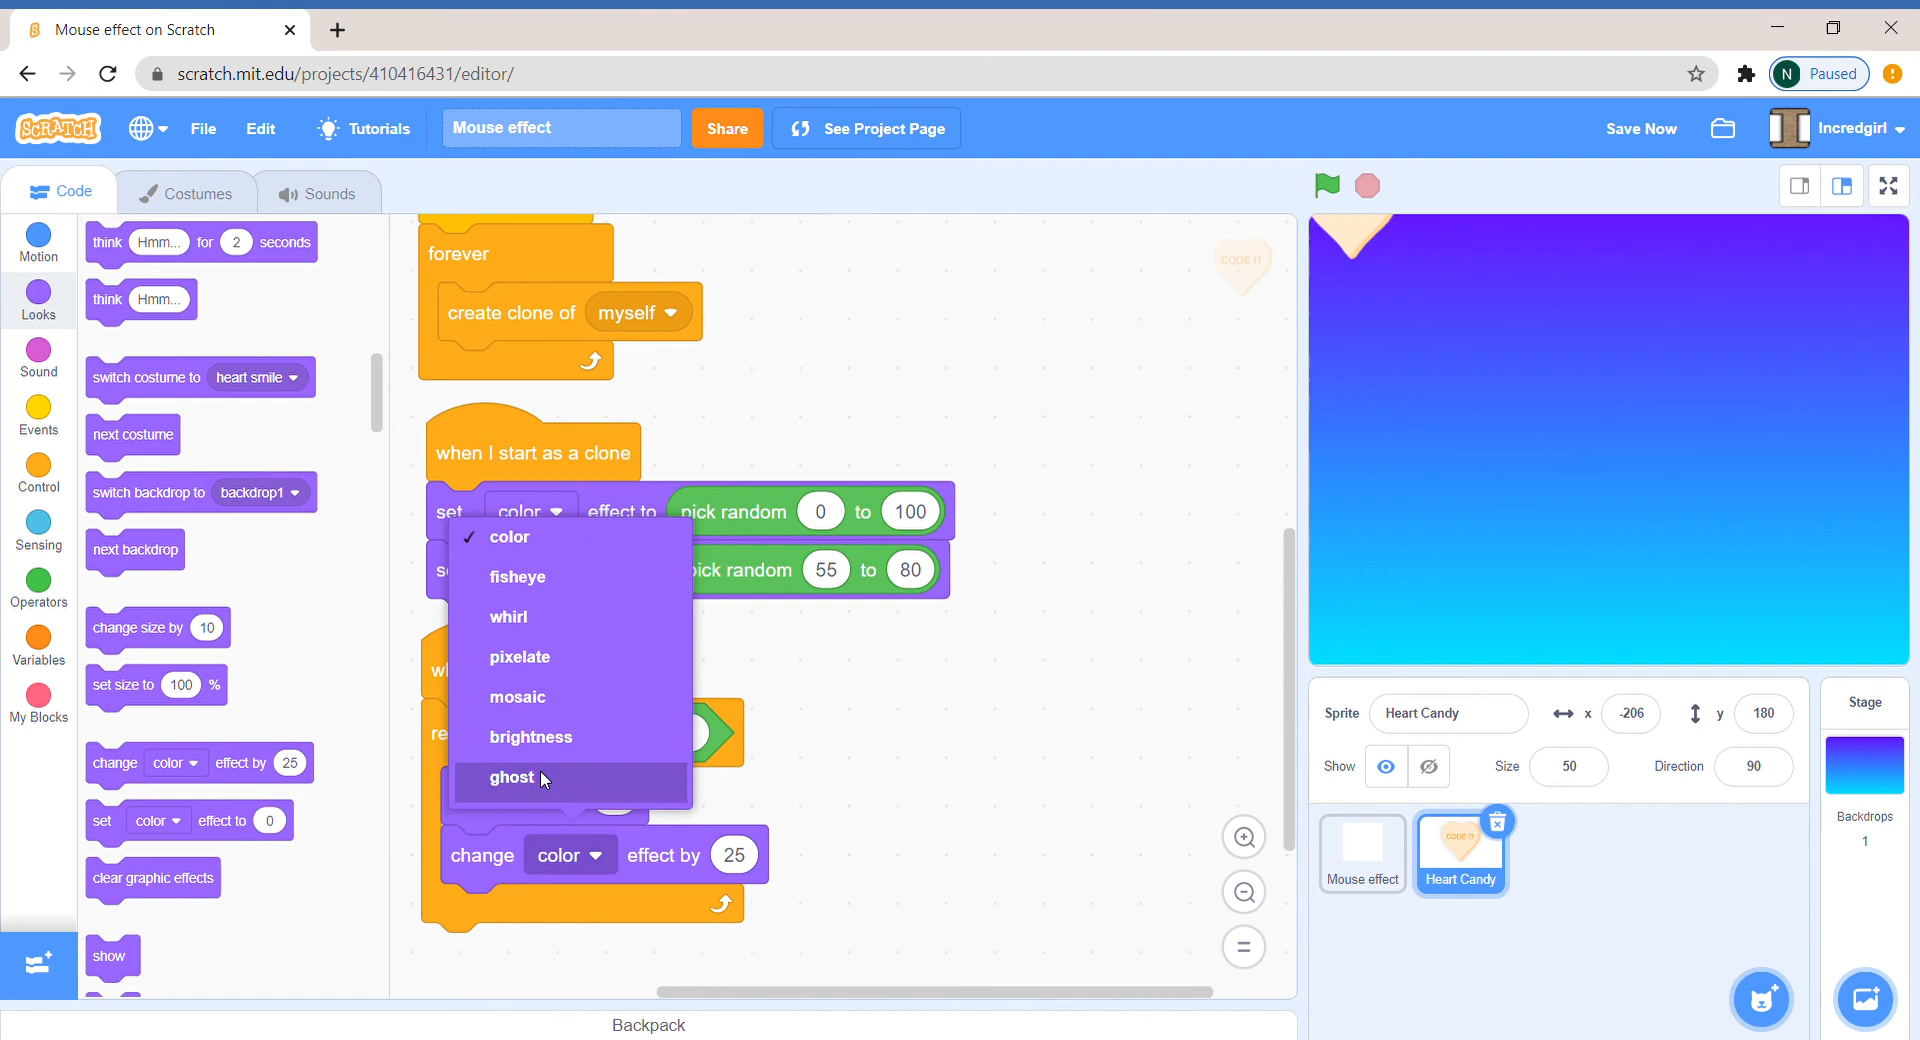 Mouse effect on Scratch
scratch.mit.edu/projects/410416431/editor/
N Paused
SCRATCH
File
Edit
Tutorials
Mouse effect
Share
See Project Page
Save Now
Incredgirl
Code
Costumes
Sounds
Motion
Looks
Sound
Events
Control
Sensing
Operators
Variables
My Blocks
think Hmm... for 2 seconds
think Hmm...
switch costume to heart smile
next costume
switch backdrop to backdrop1
next backdrop
change size by 10
set size to 100 %
change color effect by 25
set color effect to 0
clear graphic effects
show
forever
create clone of myself
when I start as a clone
set color effect to pick random 0 to 100
pick random 55 to 80
color
fisheye
whirl
pixelate
mosaic
brightness
ghost
change color effect by 25
CODE IT
Backpack
Sprite Heart Candy x -206 y 180
Show Size 50 Direction 90
Mouse effect
CODE IT
Heart Candy
Stage
Backdrops
1